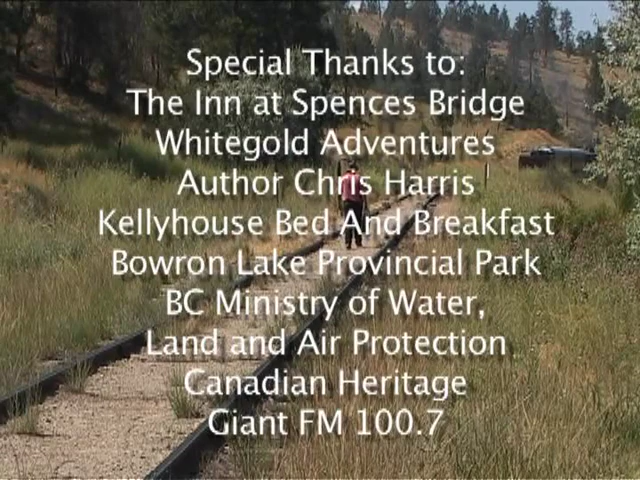 Special Thanks to:
The Inn at Spences Bridge
Whitegold Adventures
Author Chris Harris
Kellyhouse Bed And Breakfast
Bowron Lake Provincial Park
BC Ministry of Water,
Land and Air Protection
Canadian Heritage
Giant FM 100.7